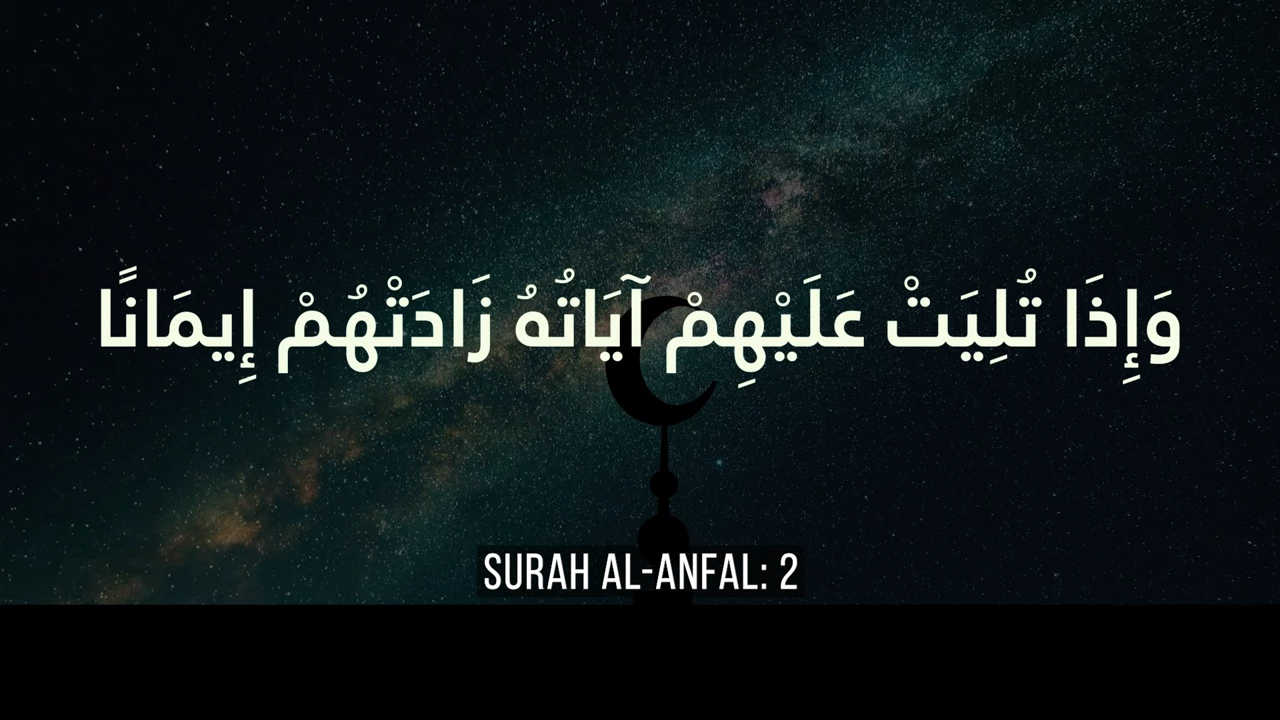 وَإِذَا تُلِيَتْ عَلَيْهِمْ آيَاتُهُ زَادَتْهُمْ إِيمَانًا
SURAH AL-ANFAL: 2